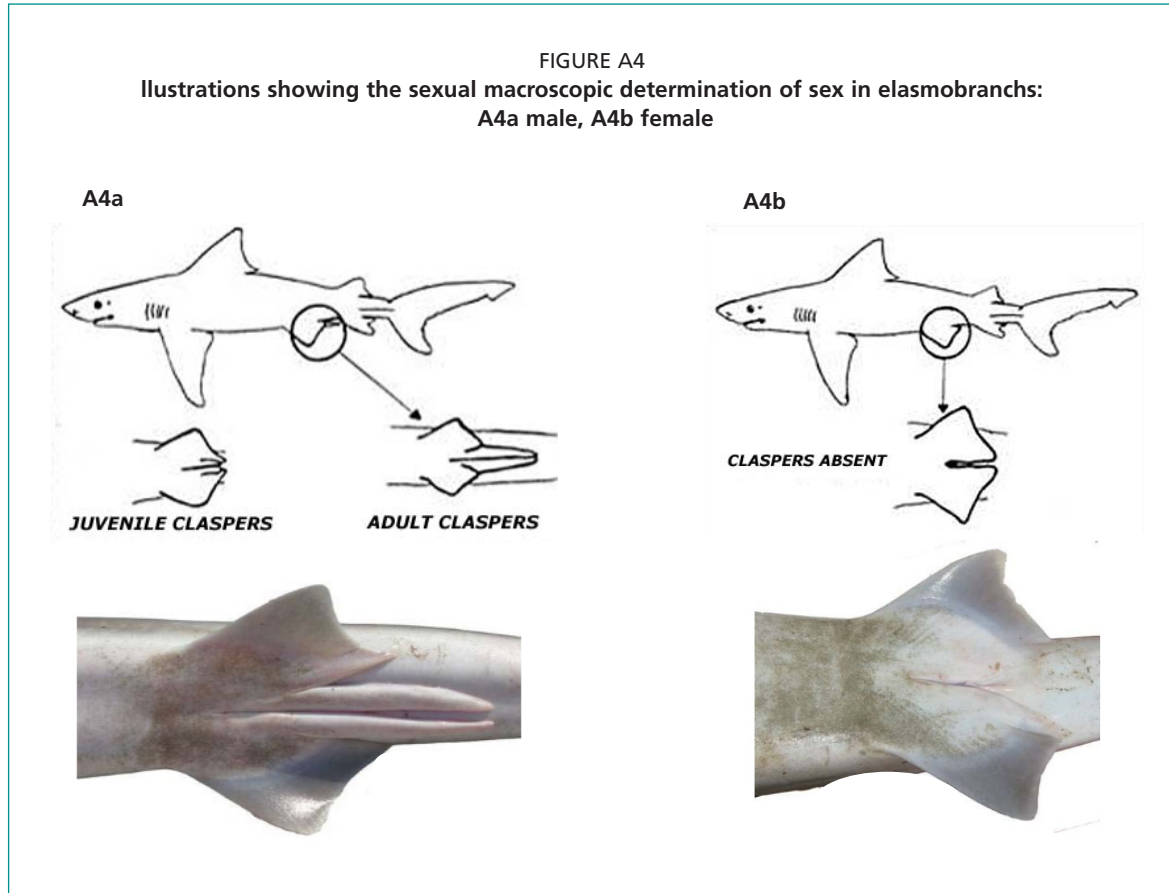 FIGURE A4
llustrations showing the sexual macroscopic determination of sex in elasmobranchs:
A4a male, A4b female
A4a
A4b
JUVENILE CLASPERS
ADULT CLASPERS
CLASPERS ABSENT